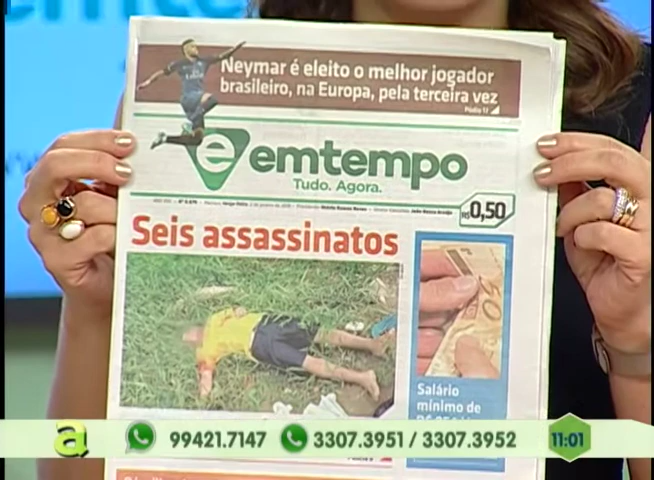 Neymar é eleito o melhor jogador
brasileiro, na Europa, pela terceira vez
e emtempo
Tudo. Agora.
R$ 0,50
Seis assassinatos
Salário
mínimo de
a 99421.7147 3307.3951 / 3307.3952 11:01